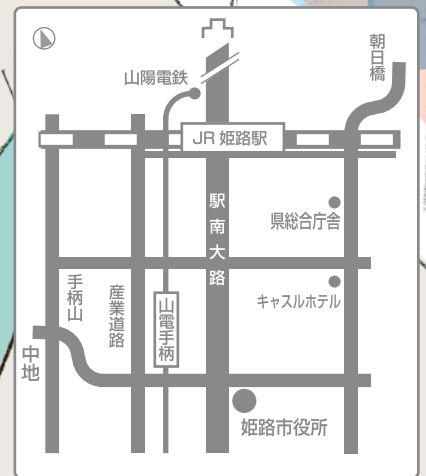 朝日橋
山陽電鉄
JR 姫路駅
駅南大路
県総合庁舎
手柄山
産業道路
山電手柄
キャスルホテル
中地
姫路市役所